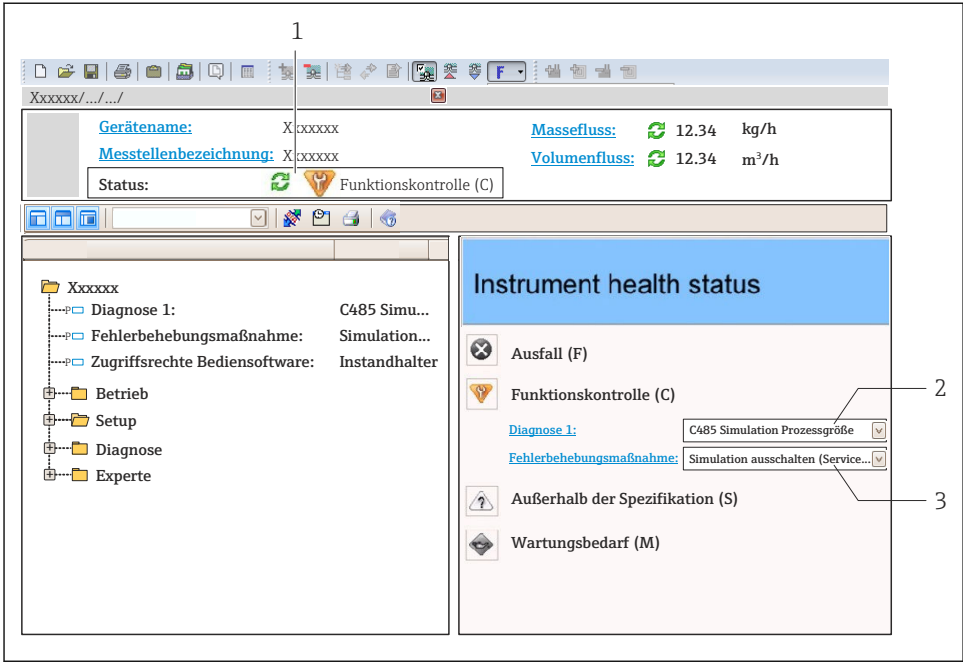 1
F
Xxxxxx/.../.../
Gerätename: Xxxxxxx
Massefluss: 12.34 kg/h
Messtellenbezeichnung: Xxxxxxx
Volumenfluss: 12.34 m³/h
Status: Funktionskontrolle (C)
Xxxxxx
P Diagnose 1: C485 Simu...
P Fehlerbehebungsmaßnahme: Simulation...
P Zugriffsrechte Bediensoftware: Instandhalter
Betrieb
Setup
Diagnose
Experte
Instrument health status
Ausfall (F)
Funktionskontrolle (C)
2
Diagnose 1: C485 Simulation Prozessgröße
Fehlerbehebungsmaßnahme: Simulation ausschalten (Service...
3
Außerhalb der Spezifikation (S)
Wartungsbedarf (M)